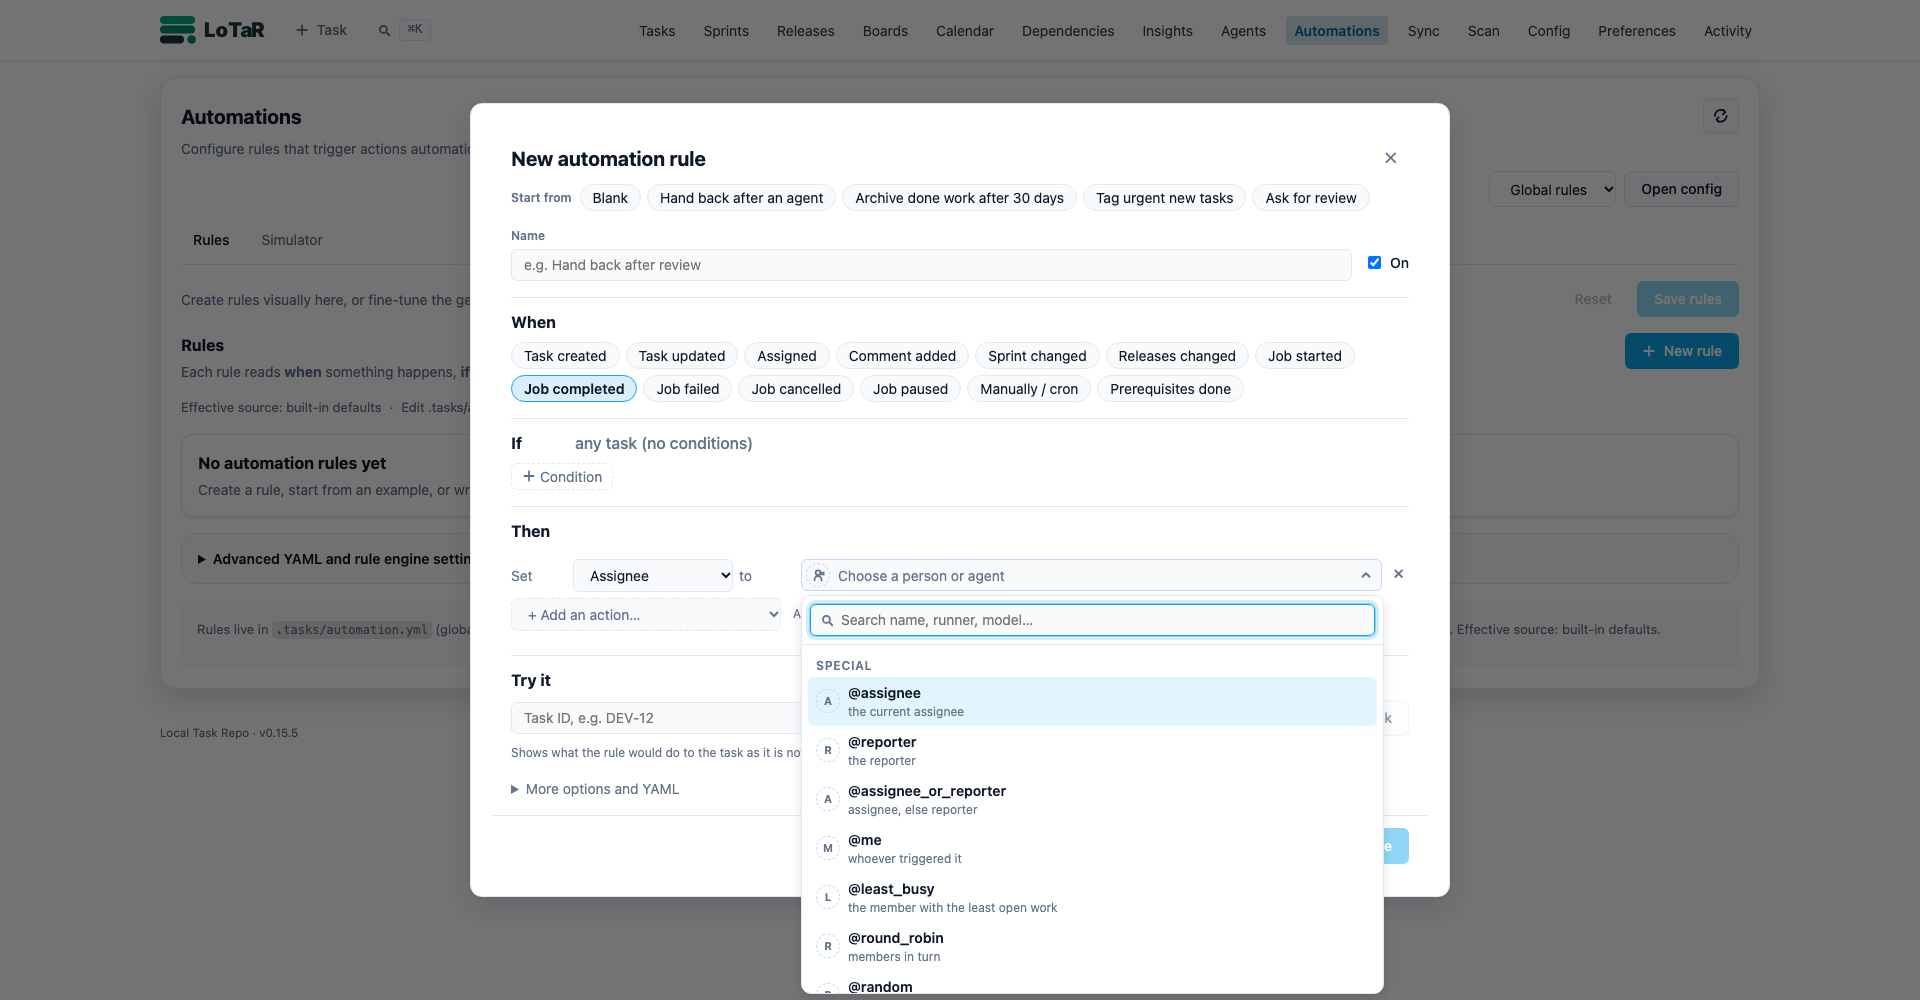 LoTaR
+ Task
⌘K
Tasks
Sprints
Releases
Boards
Calendar
Dependencies
Insights
Agents
Automations
Sync
Scan
Config
Preferences
Activity
Automations
Configure rules that trigger actions automatic
Global rules
Open config
Rules
Simulator
Create rules visually here, or fine-tune the ge
Reset
Save rules
Rules
+ New rule
Each rule reads when something happens, if
Effective source: built-in defaults · Edit .tasks/a
No automation rules yet
Create a rule, start from an example, or wr
Advanced YAML and rule engine settin
Rules live in .tasks/automation.yml (globa
. Effective source: built-in defaults.
Local Task Repo · v0.15.5
New automation rule
Start from
Blank
Hand back after an agent
Archive done work after 30 days
Tag urgent new tasks
Ask for review
Name
e.g. Hand back after review
On
When
Task created
Task updated
Assigned
Comment added
Sprint changed
Releases changed
Job started
Job completed
Job failed
Job cancelled
Job paused
Manually / cron
Prerequisites done
If
any task (no conditions)
+ Condition
Then
Set
Assignee
to
Choose a person or agent
+ Add an action...
A
Search name, runner, model...
SPECIAL
A
@assignee
the current assignee
R
@reporter
the reporter
A
@assignee_or_reporter
assignee, else reporter
M
@me
whoever triggered it
L
@least_busy
the member with the least open work
R
@round_robin
members in turn
@random
Try it
Task ID, e.g. DEV-12
k
Shows what the rule would do to the task as it is no
More options and YAML
e